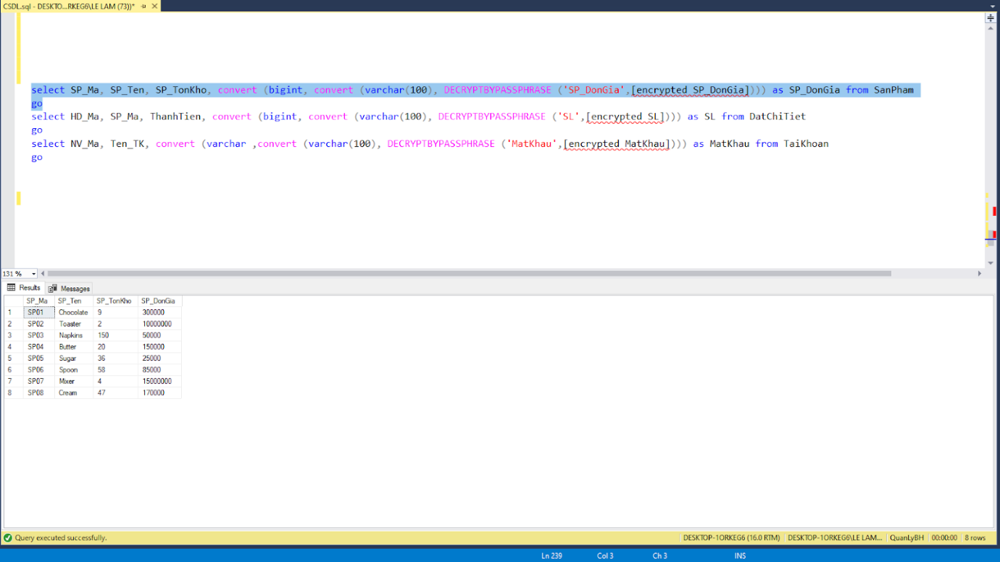 CSDL.sql - DESKTO...RKEG6\LE LAM (73))*
select SP_Ma, SP_Ten, SP_TonKho, convert (bigint, convert (varchar(100), DECRYPTBYPASSPHRASE ('SP_DonGia',[encrypted SP_DonGia]))) as SP_DonGia from SanPham
go
select HD_Ma, SP_Ma, ThanhTien, convert (bigint, convert (varchar(100), DECRYPTBYPASSPHRASE ('SL',[encrypted SL]))) as SL from DatChiTiet
go
select NV_Ma, Ten_TK, convert (varchar ,convert (varchar(100), DECRYPTBYPASSPHRASE ('MatKhau',[encrypted MatKhau]))) as MatKhau from TaiKhoan
go
131 %
Results Messages
SP_Ma SP_Ten SP_TonKho SP_DonGia
1 SP01 Chocolate 9 300000
2 SP02 Toaster 2 10000000
3 SP03 Napkins 150 50000
4 SP04 Butter 20 150000
5 SP05 Sugar 36 25000
6 SP06 Spoon 58 85000
7 SP07 Mixer 4 15000000
8 SP08 Cream 47 170000
Query executed successfully. DESKTOP-1ORKEG6 (16.0 RTM) DESKTOP-1ORKEG6\LE LAM... QuanLyBH 00:00:00 8 rows
Ln 239 Col 3 Ch 3 INS